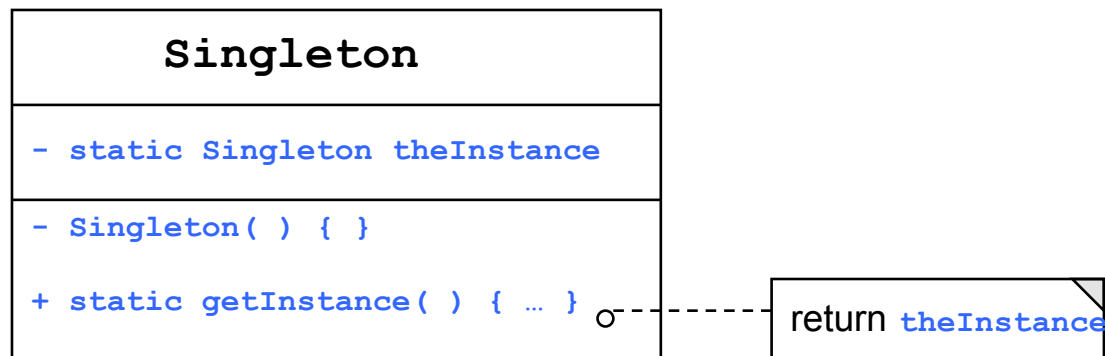 Singleton
- static Singleton theInstance
- Singleton( ) { }
+ static getInstance( ) { … }
return theInstance